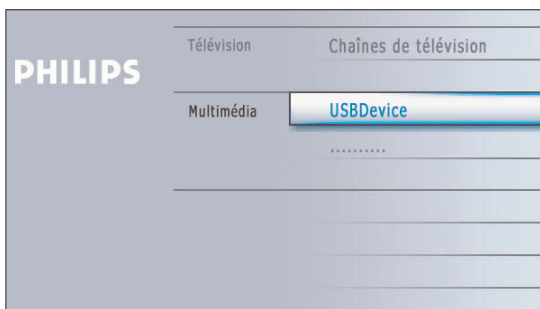 PHILIPS
Télévision Chaînes de télévision
Multimédia USBDevice
..........